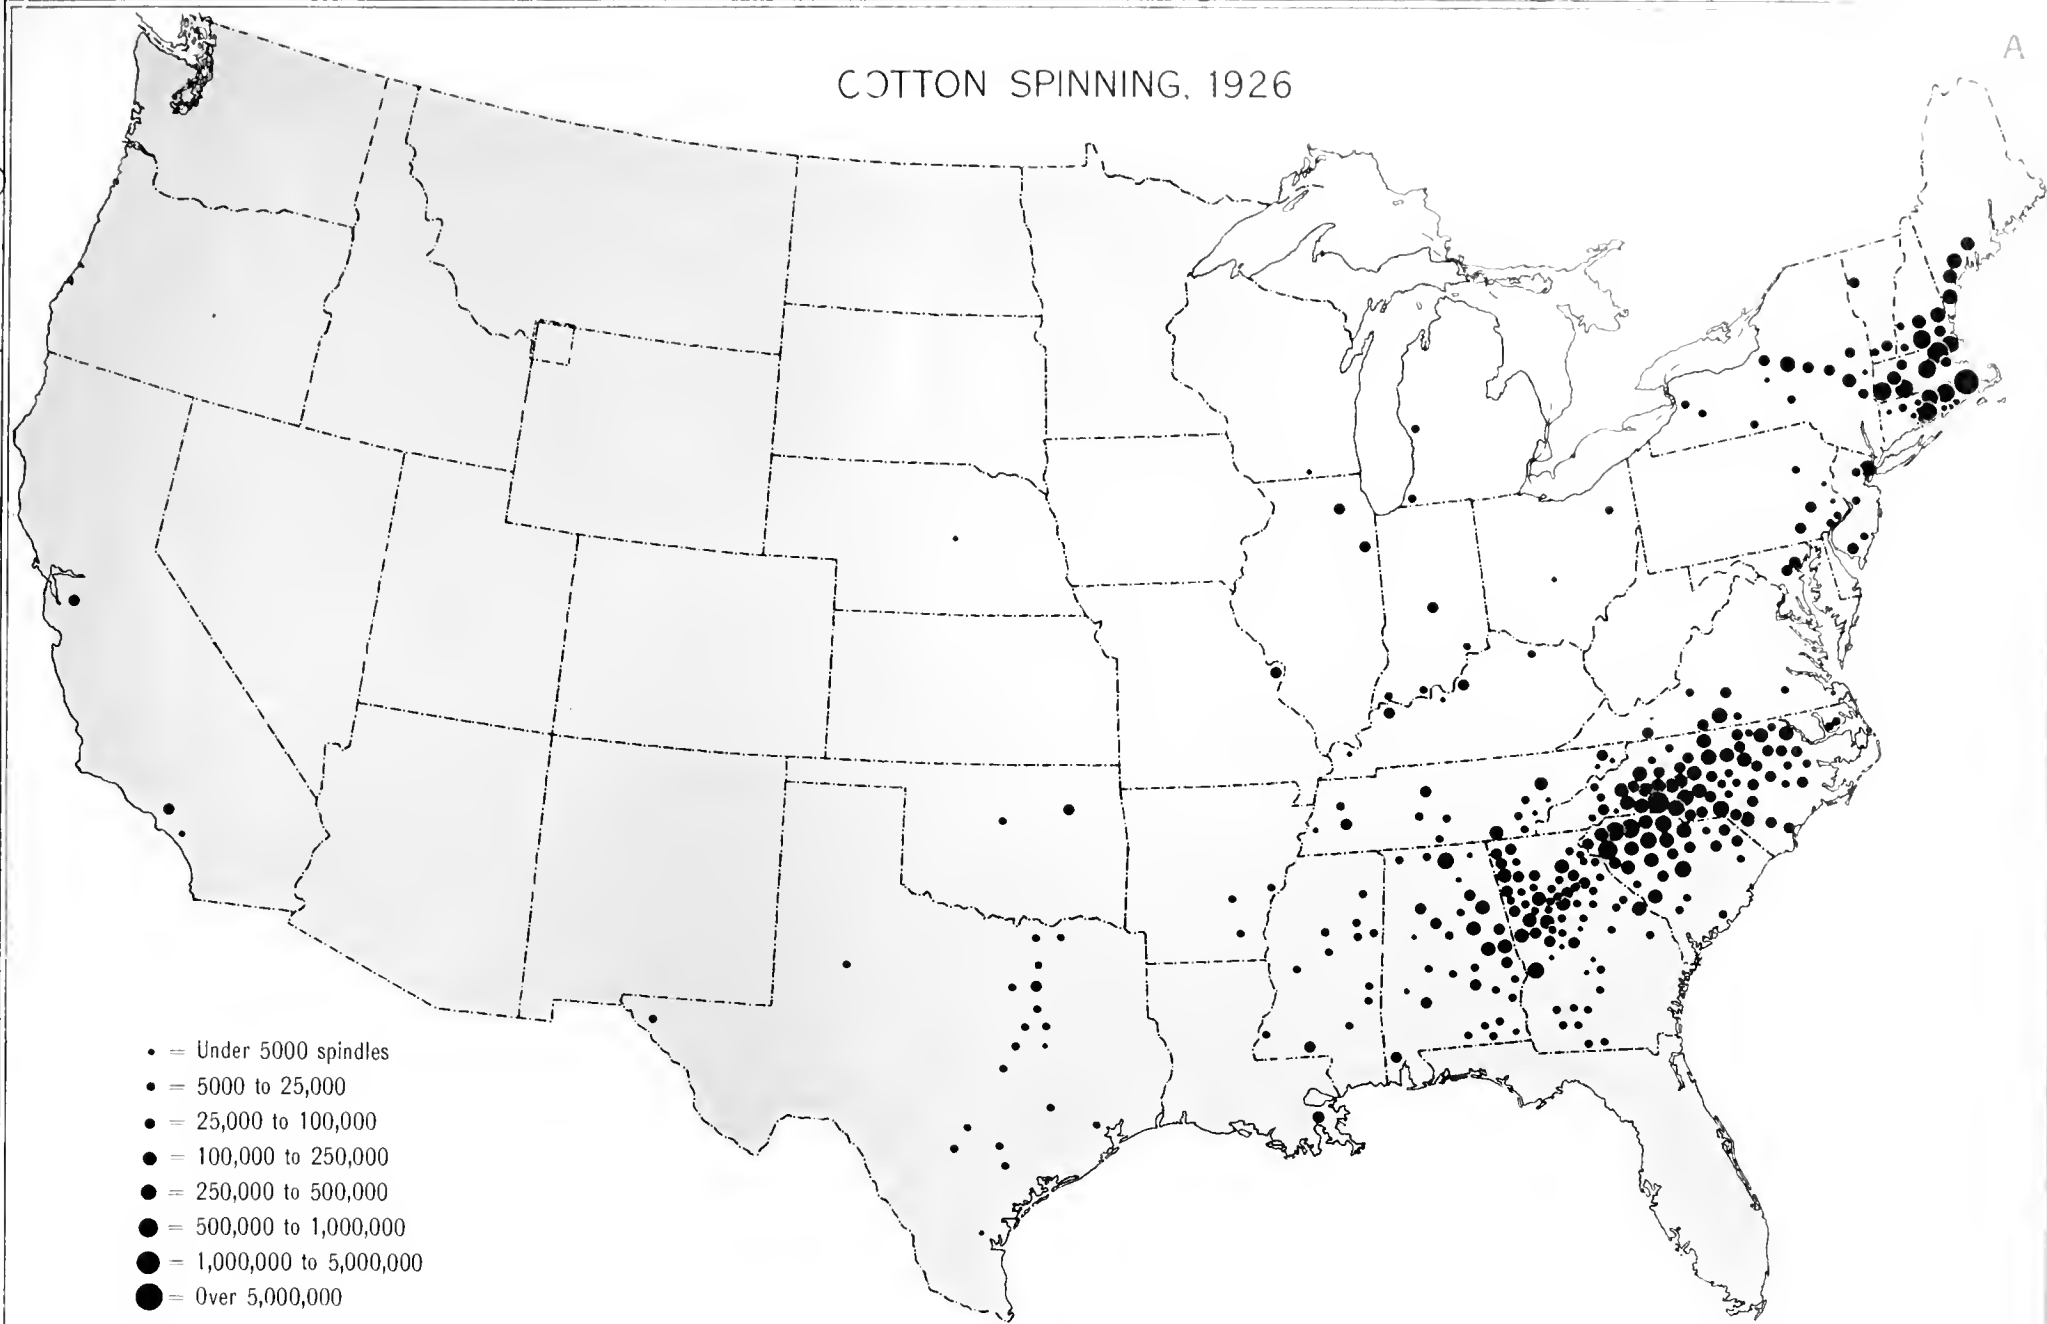 A
COTTON SPINNING, 1926
= Under 5000 spindles
= 5000 to 25,000
= 25,000 to 100,000
= 100,000 to 250,000
= 250,000 to 500,000
= 500,000 to 1,000,000
= 1,000,000 to 5,000,000
= Over 5,000,000